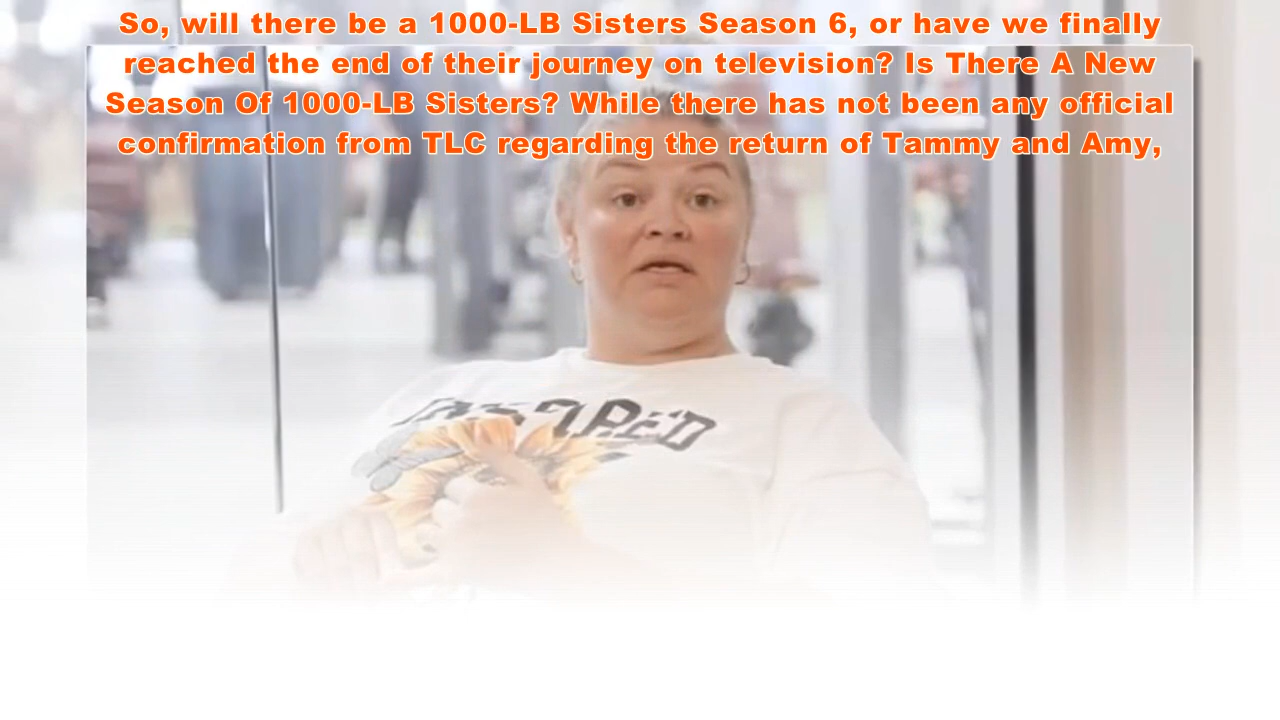 So, will there be a 1000-LB Sisters Season 6, or have we finally
reached the end of their journey on television? Is There A New
Season Of 1000-LB Sisters? While there has not been any official
confirmation from TLC regarding the return of Tammy and Amy,